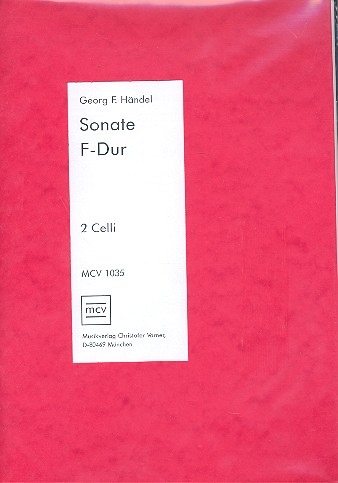 Georg F. Händel
Sonate
F-Dur
2 Celli
MCV 1035
mcv
Musikverlag Christofer Varner,
D-80469 München